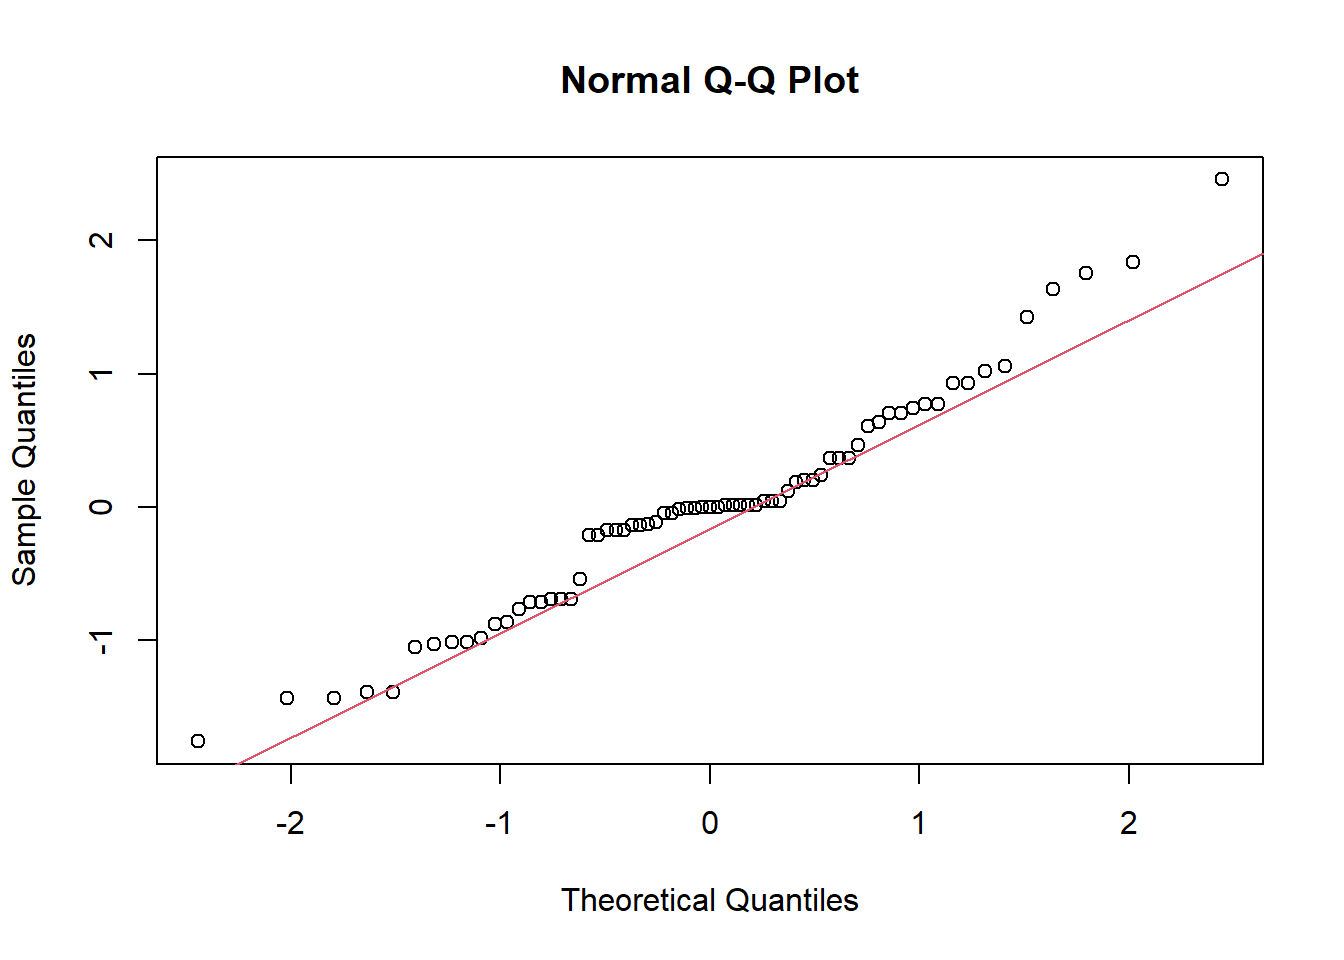 Normal Q-Q Plot
Sample Quantiles
2
1
0
-1
-2 -1 0 1 2
Theoretical Quantiles